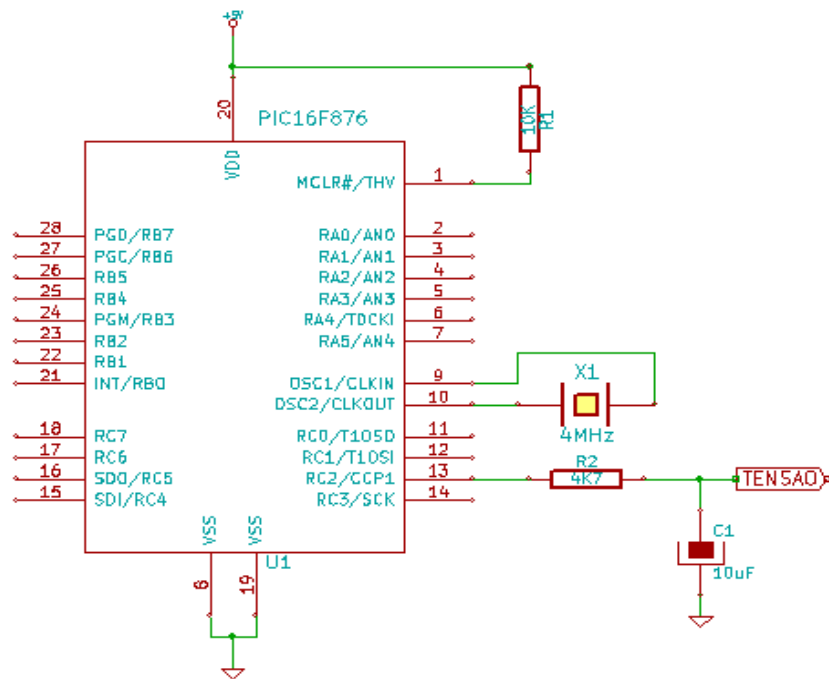 +5V
20
VDD
PIC16F876
10K
R1
MCLR#/THV 1
28 PGD/RB7
RA0/AN0 2
27 PGC/RB6
RA1/AN1 3
26 RB5
RA2/AN2 4
25 RB4
RA3/AN3 5
24 PGM/RB3
RA4/T0CKI 6
23 RB2
RA5/AN4 7
22 RB1
21 INT/RB0
OSC1/CLKIN 9
OSC2/CLKOUT 10
X1
4MHz
18 RC7
RC0/T1OSO 11
17 RC6
RC1/T1OSI 12
16 SDO/RC5
RC2/CCP1 13
15 SDI/RC4
RC3/SCK 14
R2
4K7
TENSAO
C1
10uF
VSS
VSS
8
19
U1